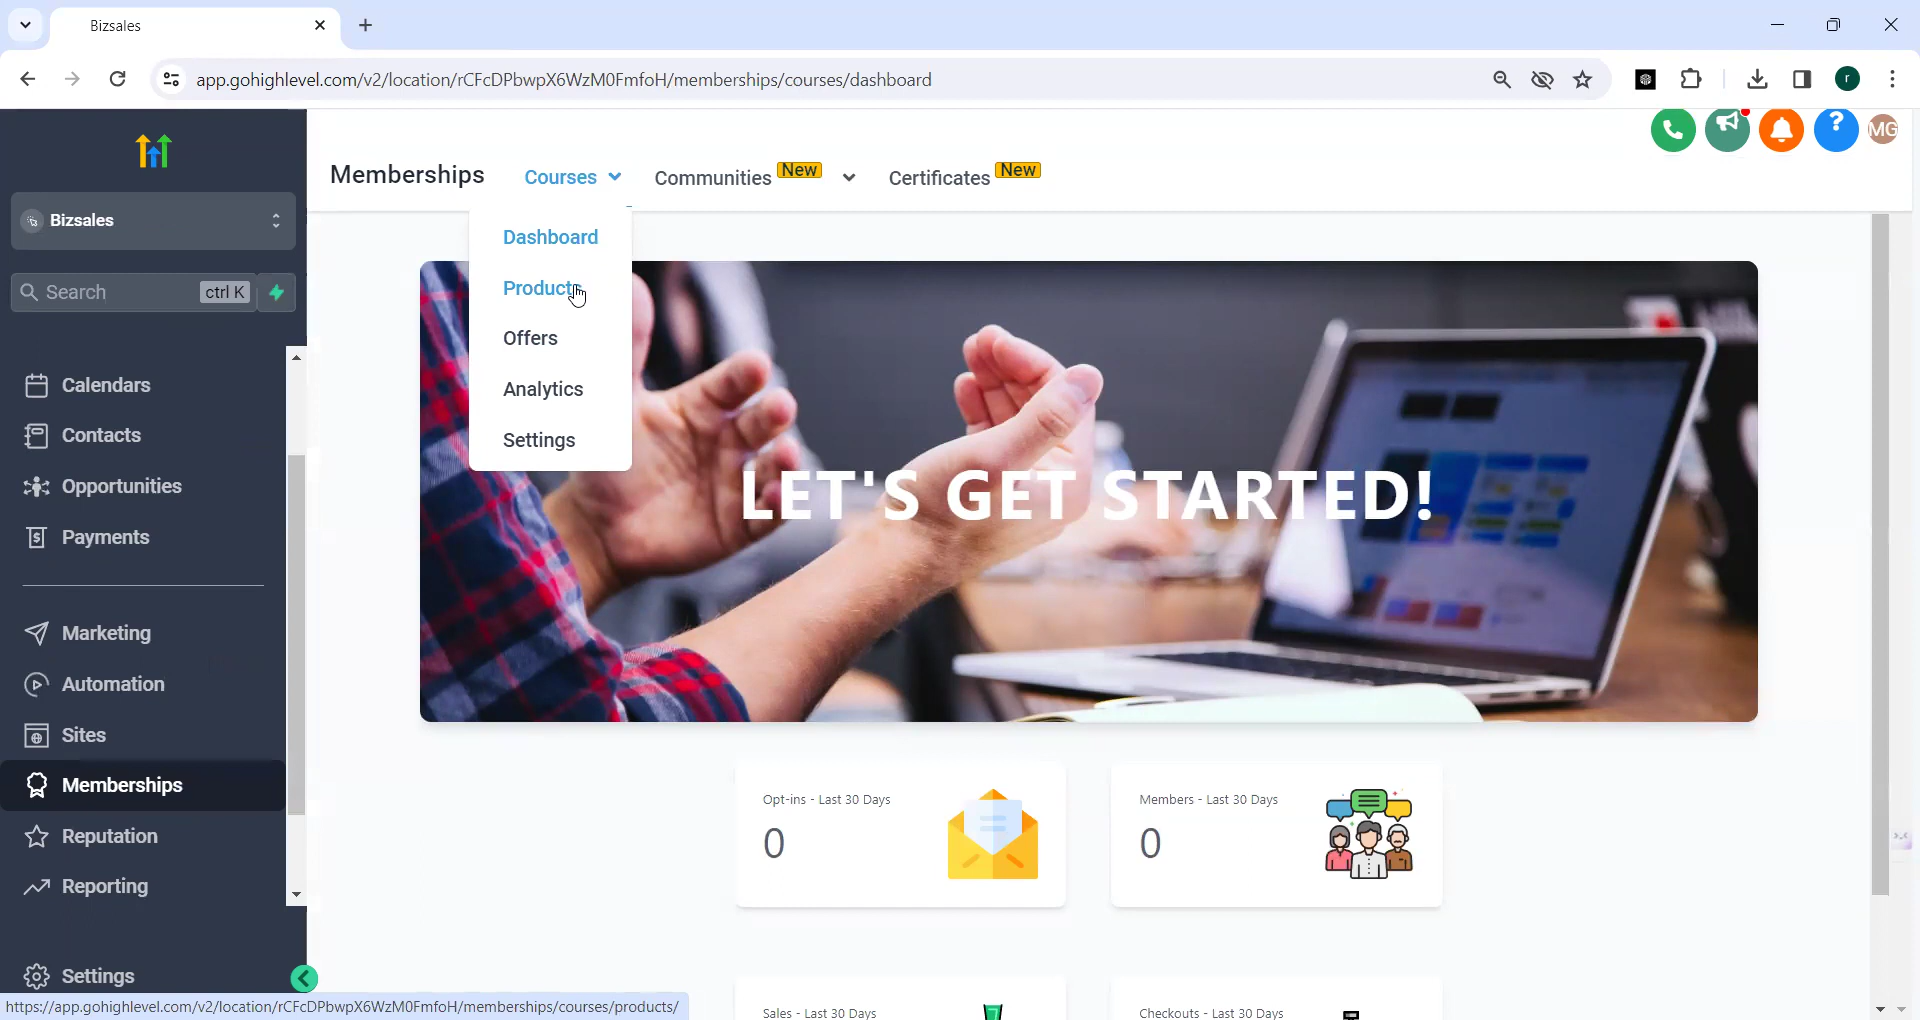 Bizsales
app.gohighlevel.com/v2/location/rCFcDPbwpX6WzM0FmfoH/memberships/courses/dashboard
r
MG
Memberships
Courses
Communities New
Certificates New
Bizsales
Search ctrl K
Dashboard
Products
Offers
Analytics
Settings
LET'S GET STARTED!
Calendars
Contacts
Opportunities
Payments
Marketing
Automation
Sites
Memberships
Reputation
Reporting
Settings
Opt-ins - Last 30 Days
0
Members - Last 30 Days
0
Sales - Last 30 Days
Checkouts - Last 30 Days
https://app.gohighlevel.com/v2/location/rCFcDPbwpX6WzM0FmfoH/memberships/courses/products/